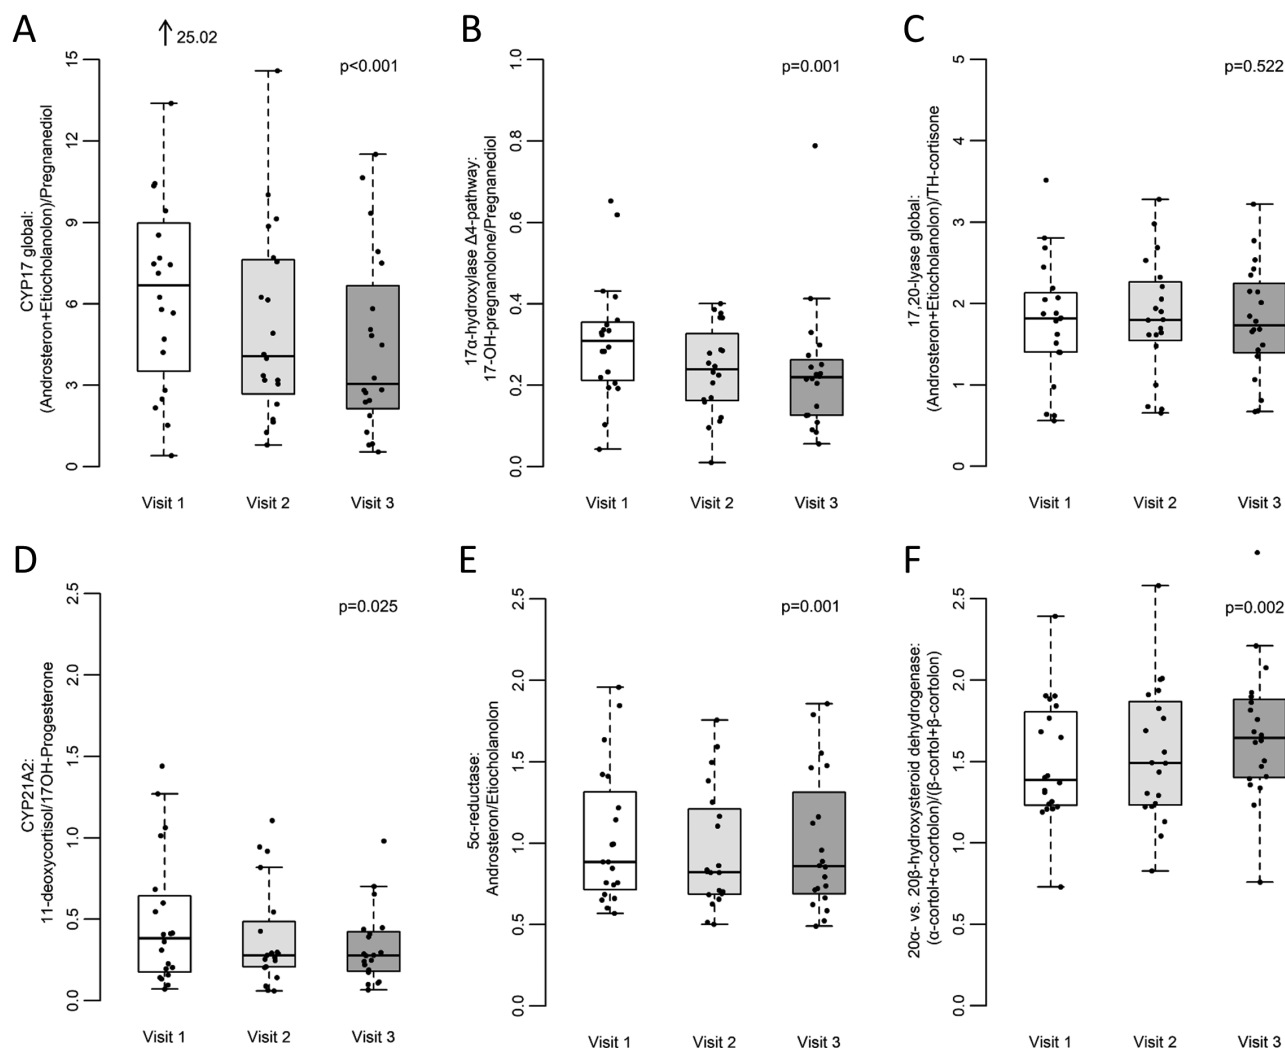 A
25.02
p<0.001
CYP17 global:
(Androsteron+Etiocholanolon)/Pregnanediol
15
12
9
6
3
0
Visit 1
Visit 2
Visit 3
B
p=0.001
17α-hydroxylase Δ4-pathway:
17-OH-pregnanolone/Pregnanediol
1.0
0.8
0.6
0.4
0.2
0.0
Visit 1
Visit 2
Visit 3
C
p=0.522
17,20-lyase global:
(Androsteron+Etiocholanolon)/TH-cortisone
5
4
3
2
1
0
Visit 1
Visit 2
Visit 3
D
p=0.025
CYP21A2:
11-deoxycortisol/17OH-Progesterone
2.5
2.0
1.5
1.0
0.5
0.0
Visit 1
Visit 2
Visit 3
E
p=0.001
5α-reductase:
Androsteron/Etiocholanolon
2.5
2.0
1.5
1.0
0.5
0.0
Visit 1
Visit 2
Visit 3
F
p=0.002
20α- vs. 20β-hydroxysteroid dehydrogenase:
(α-cortol+α-cortolon)/(β-cortol+β-cortolon)
2.5
2.0
1.5
1.0
0.5
0.0
Visit 1
Visit 2
Visit 3